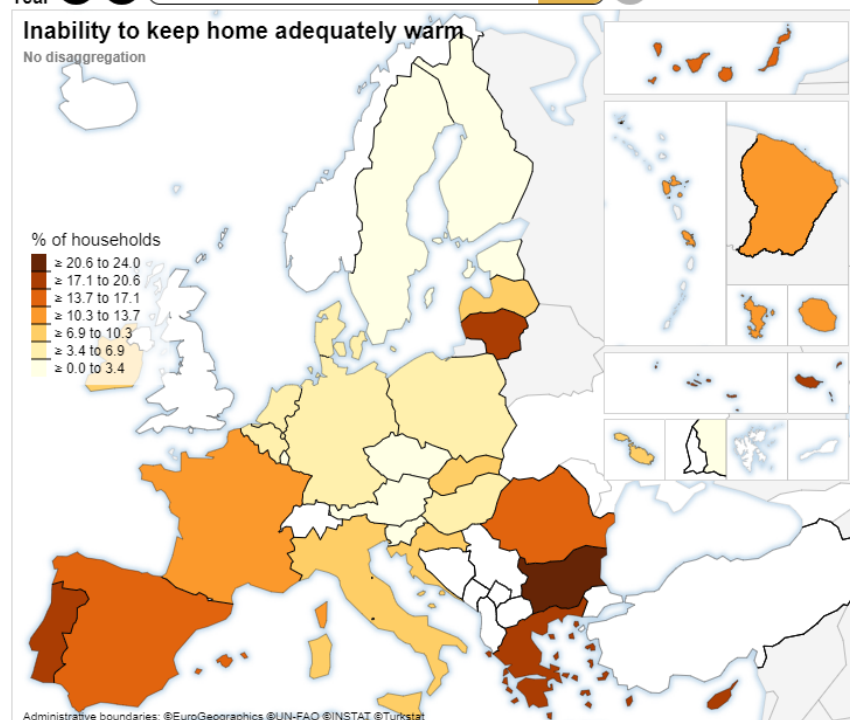 Year
Inability to keep home adequately warm
No disaggregation
% of households
≥ 20.6 to 24.0
≥ 17.1 to 20.6
≥ 13.7 to 17.1
≥ 10.3 to 13.7
≥ 6.9 to 10.3
≥ 3.4 to 6.9
≥ 0.0 to 3.4
Administrative boundaries: ©EuroGeographics ©UN-FAO ©INSTAT ©Turkstat